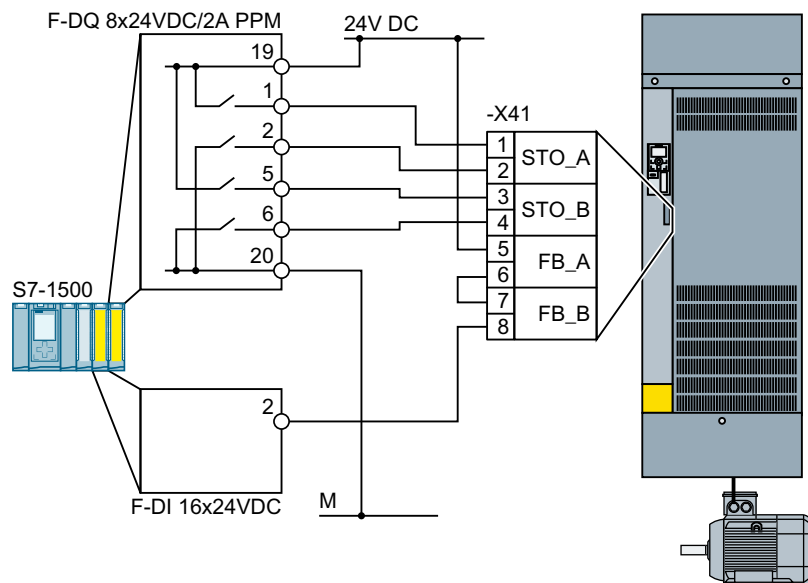 F-DQ 8x24VDC/2A PPM
24V DC
19
1
2
5
6
20
-X41
1
2
STO_A
3
4
STO_B
5
6
FB_A
7
8
FB_B
S7-1500
2
F-DI 16x24VDC
M